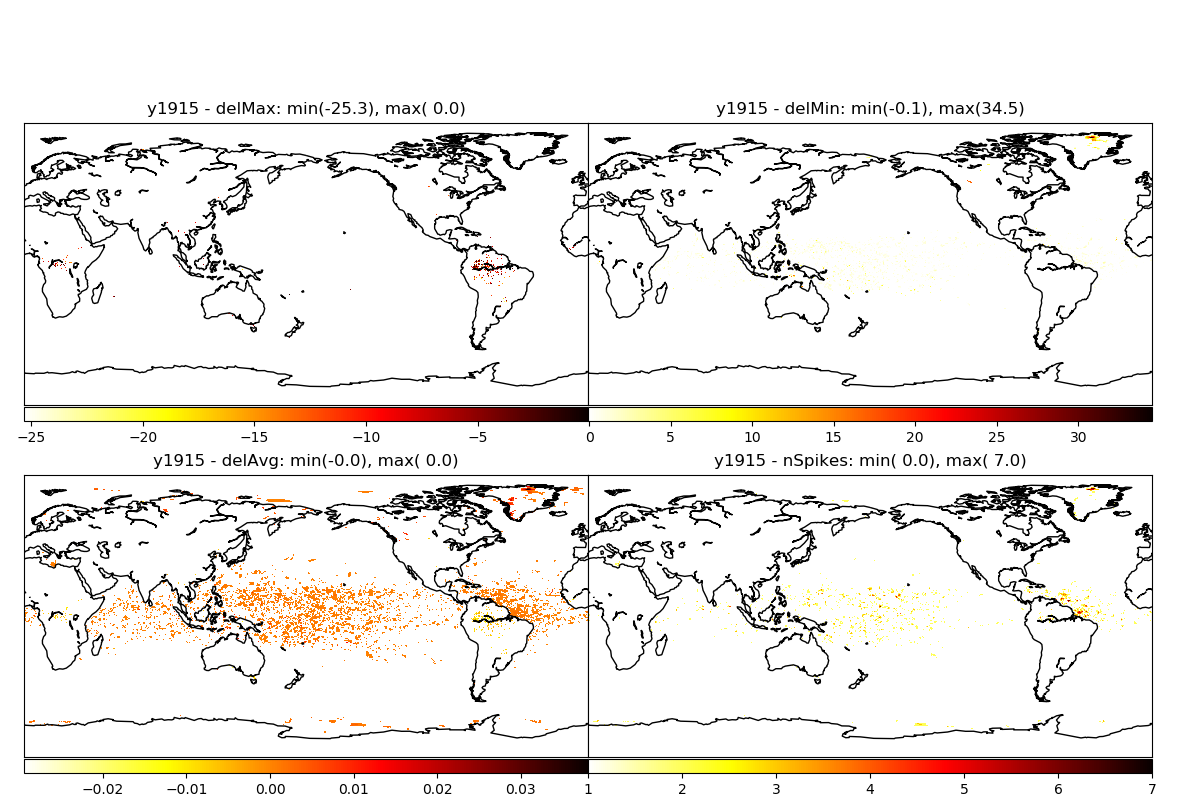 y1915 - delMax: min(-25.3), max( 0.0)
y1915 - delMin: min(-0.1), max(34.5)
−25 −20 −15 −10 −5
0 5 10 15 20 25 30
y1915 - delAvg: min(-0.0), max( 0.0)
y1915 - nSpikes: min( 0.0), max( 7.0)
−0.02 −0.01 0.00 0.01 0.02 0.03
1 2 3 4 5 6 7